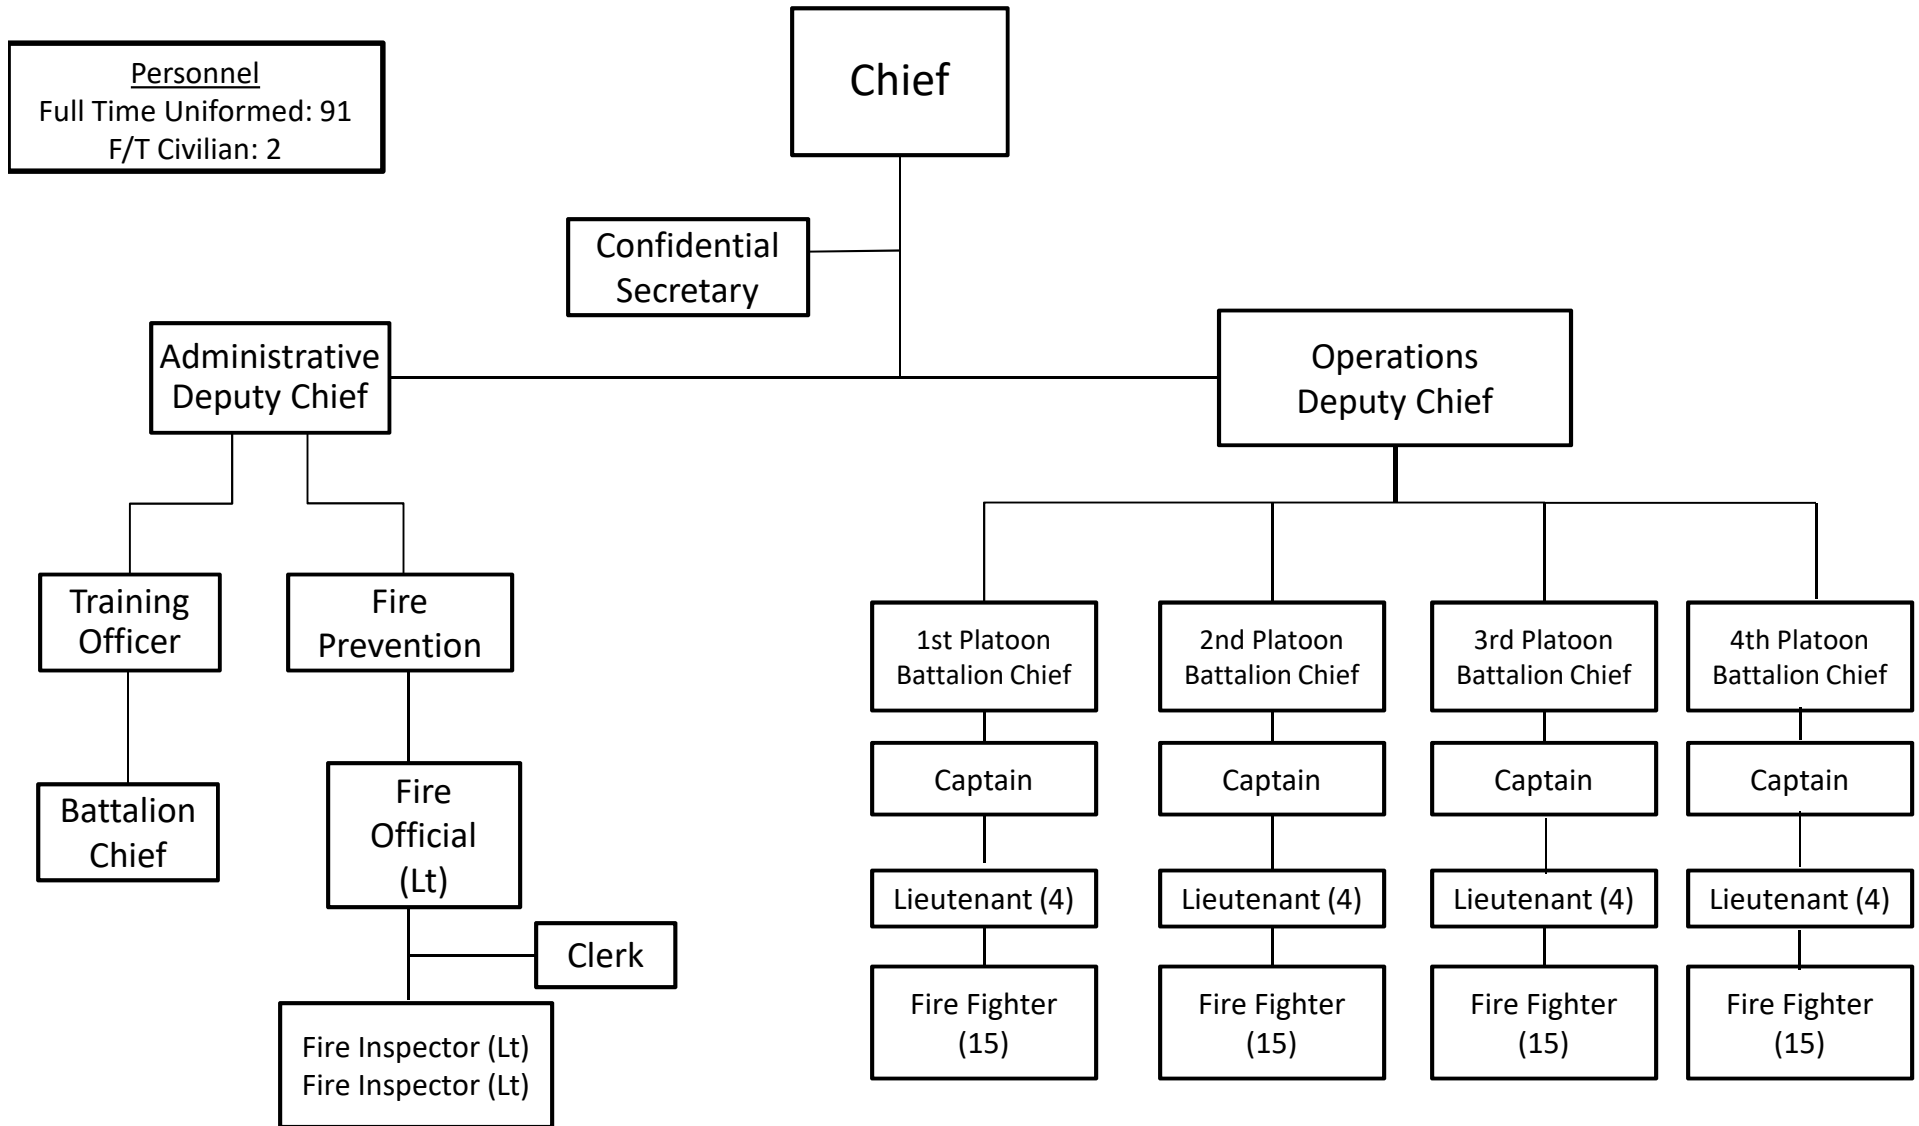 Personnel
Full Time Uniformed: 91
F/T Civilian: 2
Chief
Confidential
Secretary
Administrative
Deputy Chief
Operations
Deputy Chief
Training
Officer
Fire
Prevention
Battalion
Chief
Fire
Official
(Lt)
Clerk
Fire Inspector (Lt)
Fire Inspector (Lt)
1st Platoon
Battalion Chief
Captain
Lieutenant (4)
Fire Fighter
(15)
2nd Platoon
Battalion Chief
Captain
Lieutenant (4)
Fire Fighter
(15)
3rd Platoon
Battalion Chief
Captain
Lieutenant (4)
Fire Fighter
(15)
4th Platoon
Battalion Chief
Captain
Lieutenant (4)
Fire Fighter
(15)